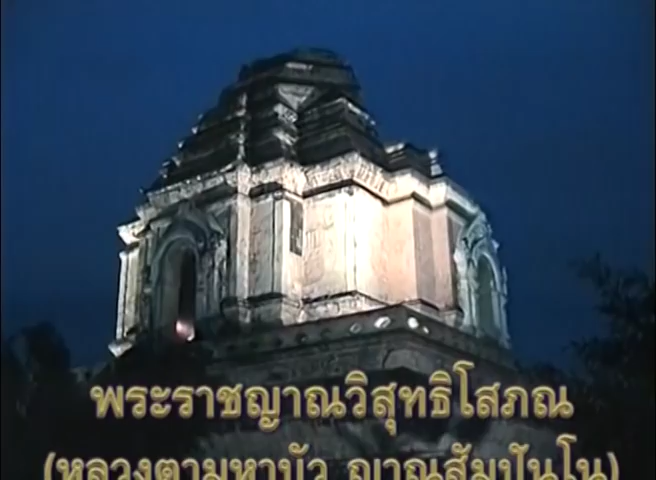 พระราชญาณวิสุทธิโสภณ
(หลวงตามหาบัว ญาณสัมปันโน)